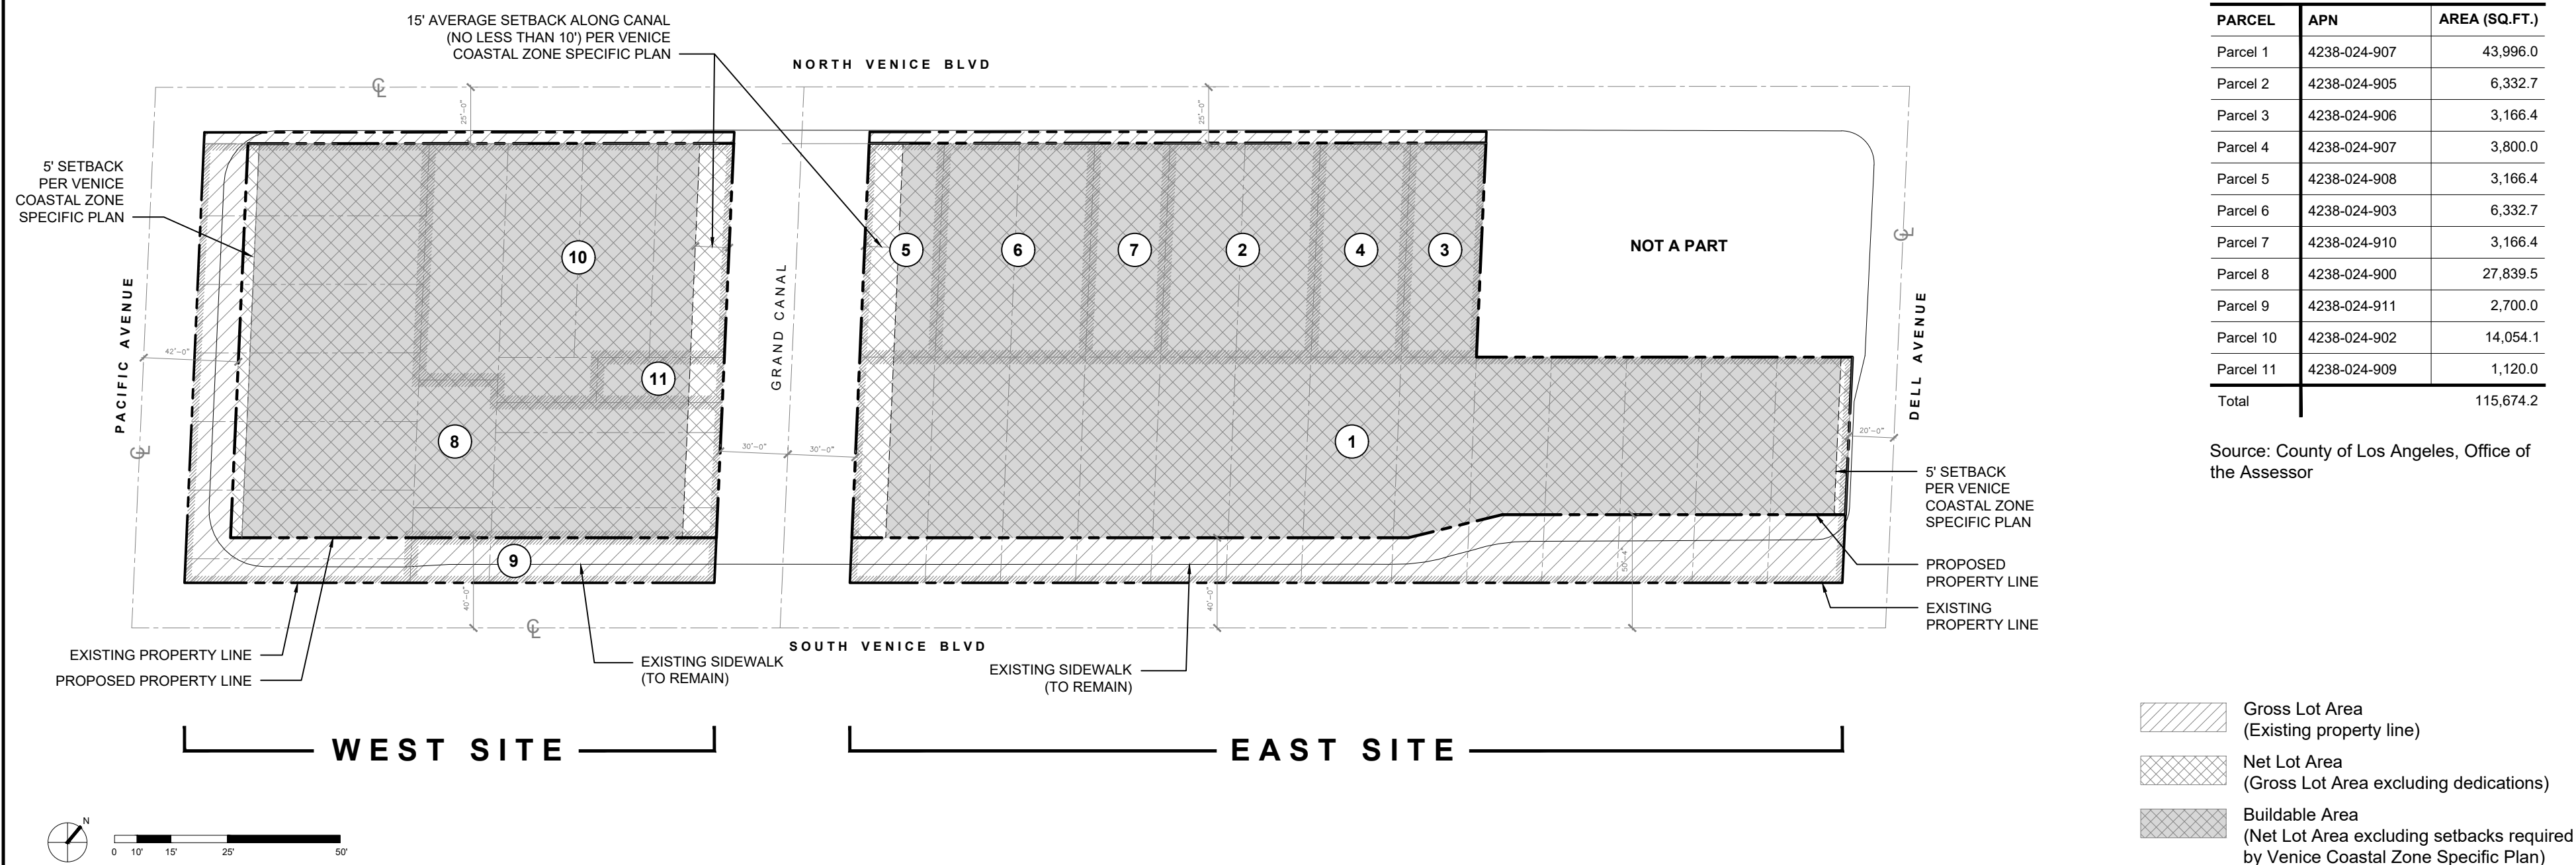 15' AVERAGE SETBACK ALONG CANAL
(NO LESS THAN 10') PER VENICE
COASTAL ZONE SPECIFIC PLAN
NORTH VENICE BLVD
℄
25'-0"
25'-0"
5' SETBACK
PER VENICE
COASTAL ZONE
SPECIFIC PLAN
PACIFIC AVENUE
℄
42'-0"
10
11
8
9
GRAND CANAL
30'-0"
30'-0"
5
6
7
2
4
3
1
NOT A PART
℄
DELL AVENUE
20'-0"
5' SETBACK
PER VENICE
COASTAL ZONE
SPECIFIC PLAN
PROPOSED
PROPERTY LINE
EXISTING
PROPERTY LINE
40'-0"
40'-0"
50'-4"
℄
SOUTH VENICE BLVD
EXISTING PROPERTY LINE
PROPOSED PROPERTY LINE
EXISTING SIDEWALK
(TO REMAIN)
EXISTING SIDEWALK
(TO REMAIN)
WEST SITE
EAST SITE
N
0 10' 15' 25' 50'
PARCEL APN AREA (SQ.FT.)
Parcel 1 4238-024-907 43,996.0
Parcel 2 4238-024-905 6,332.7
Parcel 3 4238-024-906 3,166.4
Parcel 4 4238-024-907 3,800.0
Parcel 5 4238-024-908 3,166.4
Parcel 6 4238-024-903 6,332.7
Parcel 7 4238-024-910 3,166.4
Parcel 8 4238-024-900 27,839.5
Parcel 9 4238-024-911 2,700.0
Parcel 10 4238-024-902 14,054.1
Parcel 11 4238-024-909 1,120.0
Total 115,674.2
Source: County of Los Angeles, Office of
the Assessor
Gross Lot Area
(Existing property line)
Net Lot Area
(Gross Lot Area excluding dedications)
Buildable Area
(Net Lot Area excluding setbacks required
by Venice Coastal Zone Specific Plan)